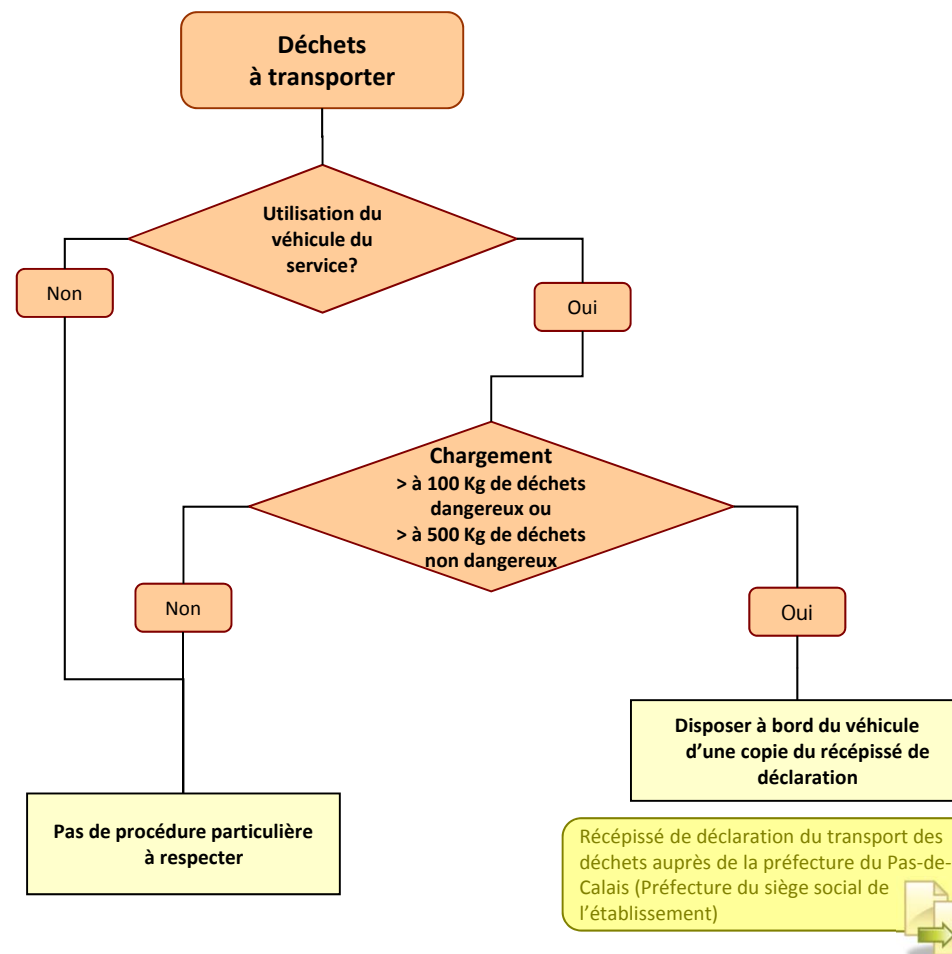 Déchets
à transporter
Utilisation du
véhicule du
service?
Non
Oui
Chargement
> à 100 Kg de déchets
dangereux ou
> à 500 Kg de déchets
non dangereux
Non
Oui
Disposer à bord du véhicule
d’une copie du récépissé de
déclaration
Pas de procédure particulière
à respecter
Récépissé de déclaration du transport des
déchets auprès de la préfecture du Pas-de-
Calais (Préfecture du siège social de
l’établissement)